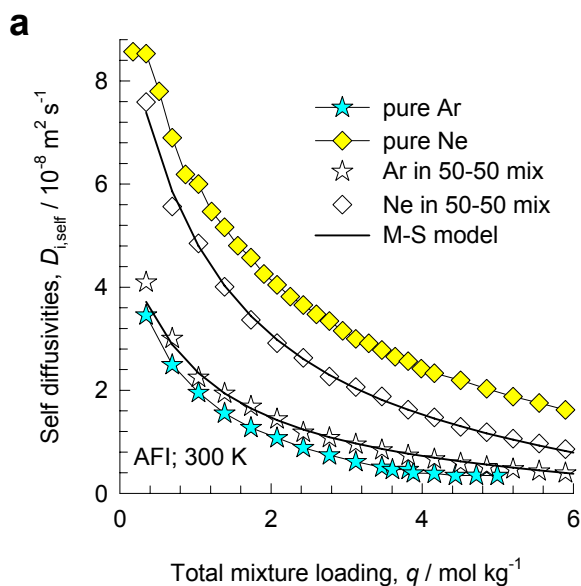 a
Self diffusivities, D_{i,self} / 10^{-8} m^{2} s^{-1}
8
6
4
2
0
pure Ar
pure Ne
Ar in 50-50 mix
Ne in 50-50 mix
M-S model
AFI; 300 K
0 2 4 6
Total mixture loading, q / mol kg^{-1}